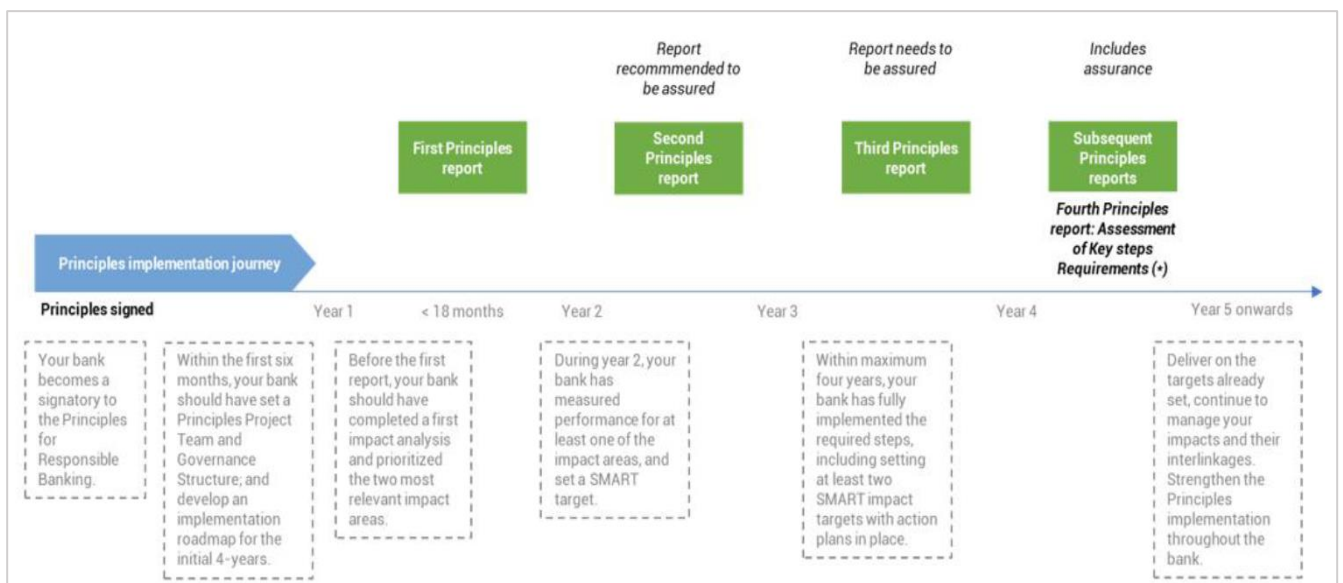 Report
recommmended to
be assured
Report needs to
be assured
Includes
assurance
First Principles
report
Second
Principles
report
Third Principles
report
Subsequent
Principles
reports
Fourth Principles
report: Assessment
of Key steps
Requirements (*)
Principles implementation journey
Principles signed
Year 1
< 18 months
Year 2
Year 3
Year 4
Year 5 onwards
Your bank
becomes a
signatory to
the Principles
for
Responsible
Banking.
Within the first six
months, your bank
should have set a
Principles Project
Team and
Governance
Structure; and
develop an
implementation
roadmap for the
initial 4-years.
Before the first
report, your bank
should have
completed a first
impact analysis
and prioritized
the two most
relevant impact
areas.
During year 2, your
bank has
measured
performance for at
least one of the
impact areas, and
set a SMART
target.
Within maximum
four years, your
bank has fully
implemented the
required steps,
including setting
at least two
SMART impact
targets with action
plans in place.
Deliver on the
targets already
set, continue to
manage your
impacts and their
interlinkages.
Strengthen the
Principles
implementation
throughout the
bank.